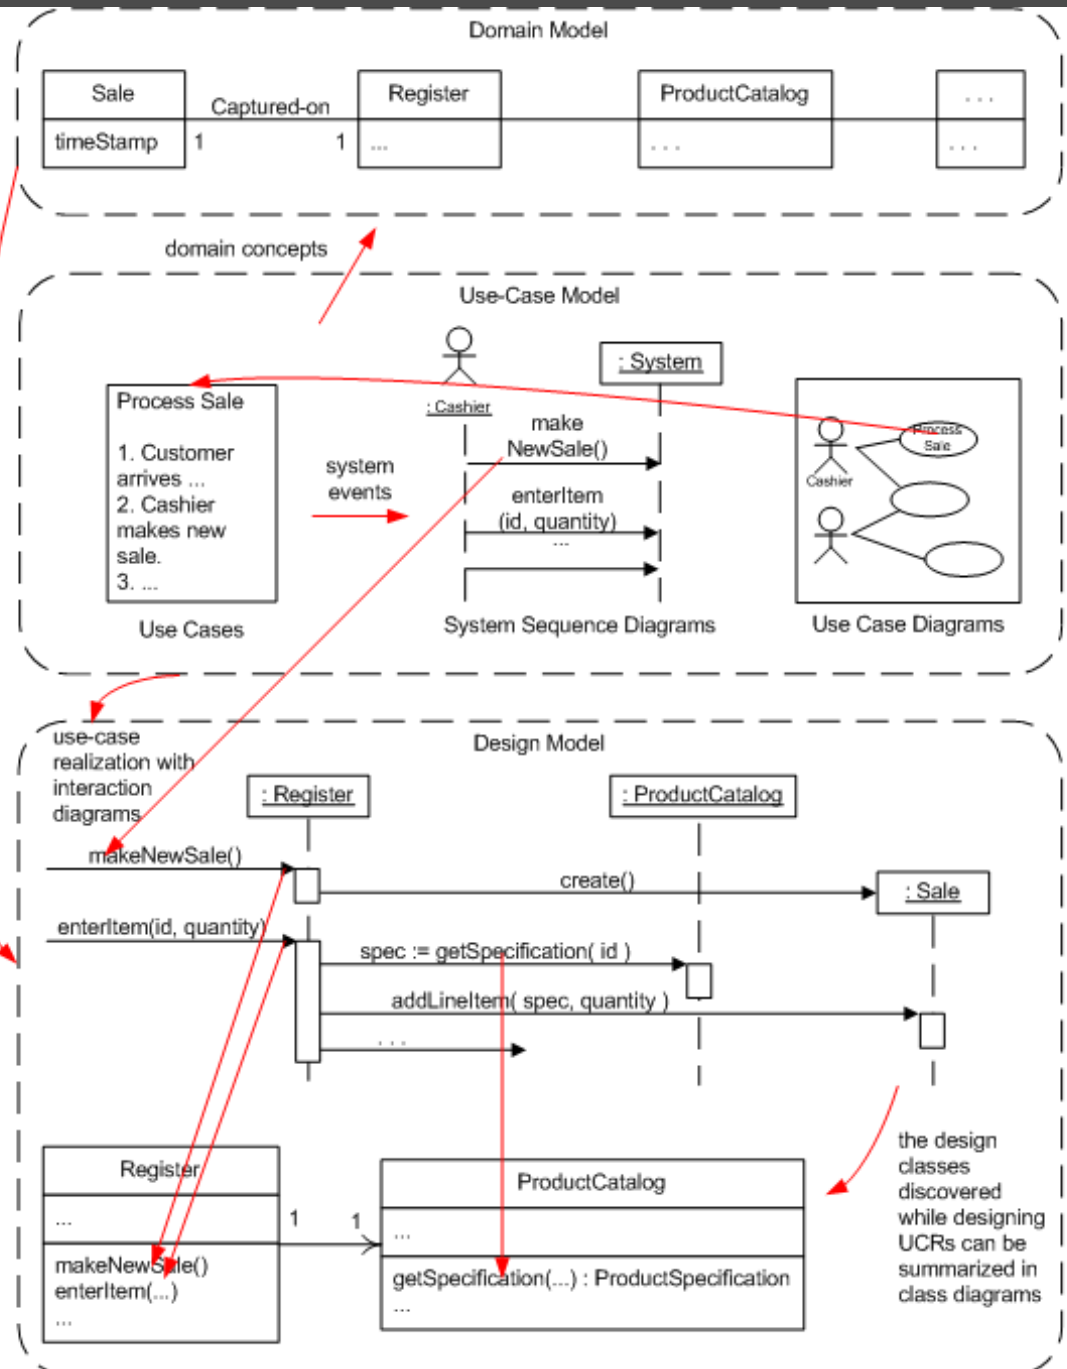 Domain Model
Sale
Captured-on
Register
ProductCatalog
. . .
timeStamp
1
1
...
. . .
. . .
domain concepts
Use-Case Model
: System
Process Sale
: Cashier
1. Customer
arrives ...
2. Cashier
makes new
sale.
3. ...
system
events
make
NewSale()
enterItem
(id, quantity)
...
Process
Sale
Cashier
Use Cases
System Sequence Diagrams
Use Case Diagrams
use-case
realization with
interaction
diagrams
Design Model
: Register
: ProductCatalog
makeNewSale()
create()
: Sale
enterItem(id, quantity)
spec := getSpecification( id )
addLineItem( spec, quantity )
. . .
the design
classes
discovered
while designing
UCRs can be
summarized in
class diagrams
Register
...
makeNewSale()
enterItem(...)
...
1
1
ProductCatalog
...
getSpecification(...) : ProductSpecification
...